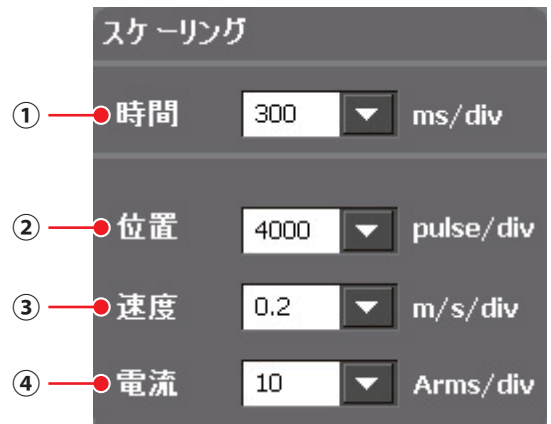 スケーリング
① 時間 300 ms/div
② 位置 4000 pulse/div
③ 速度 0.2 m/s/div
④ 電流 10 Arms/div